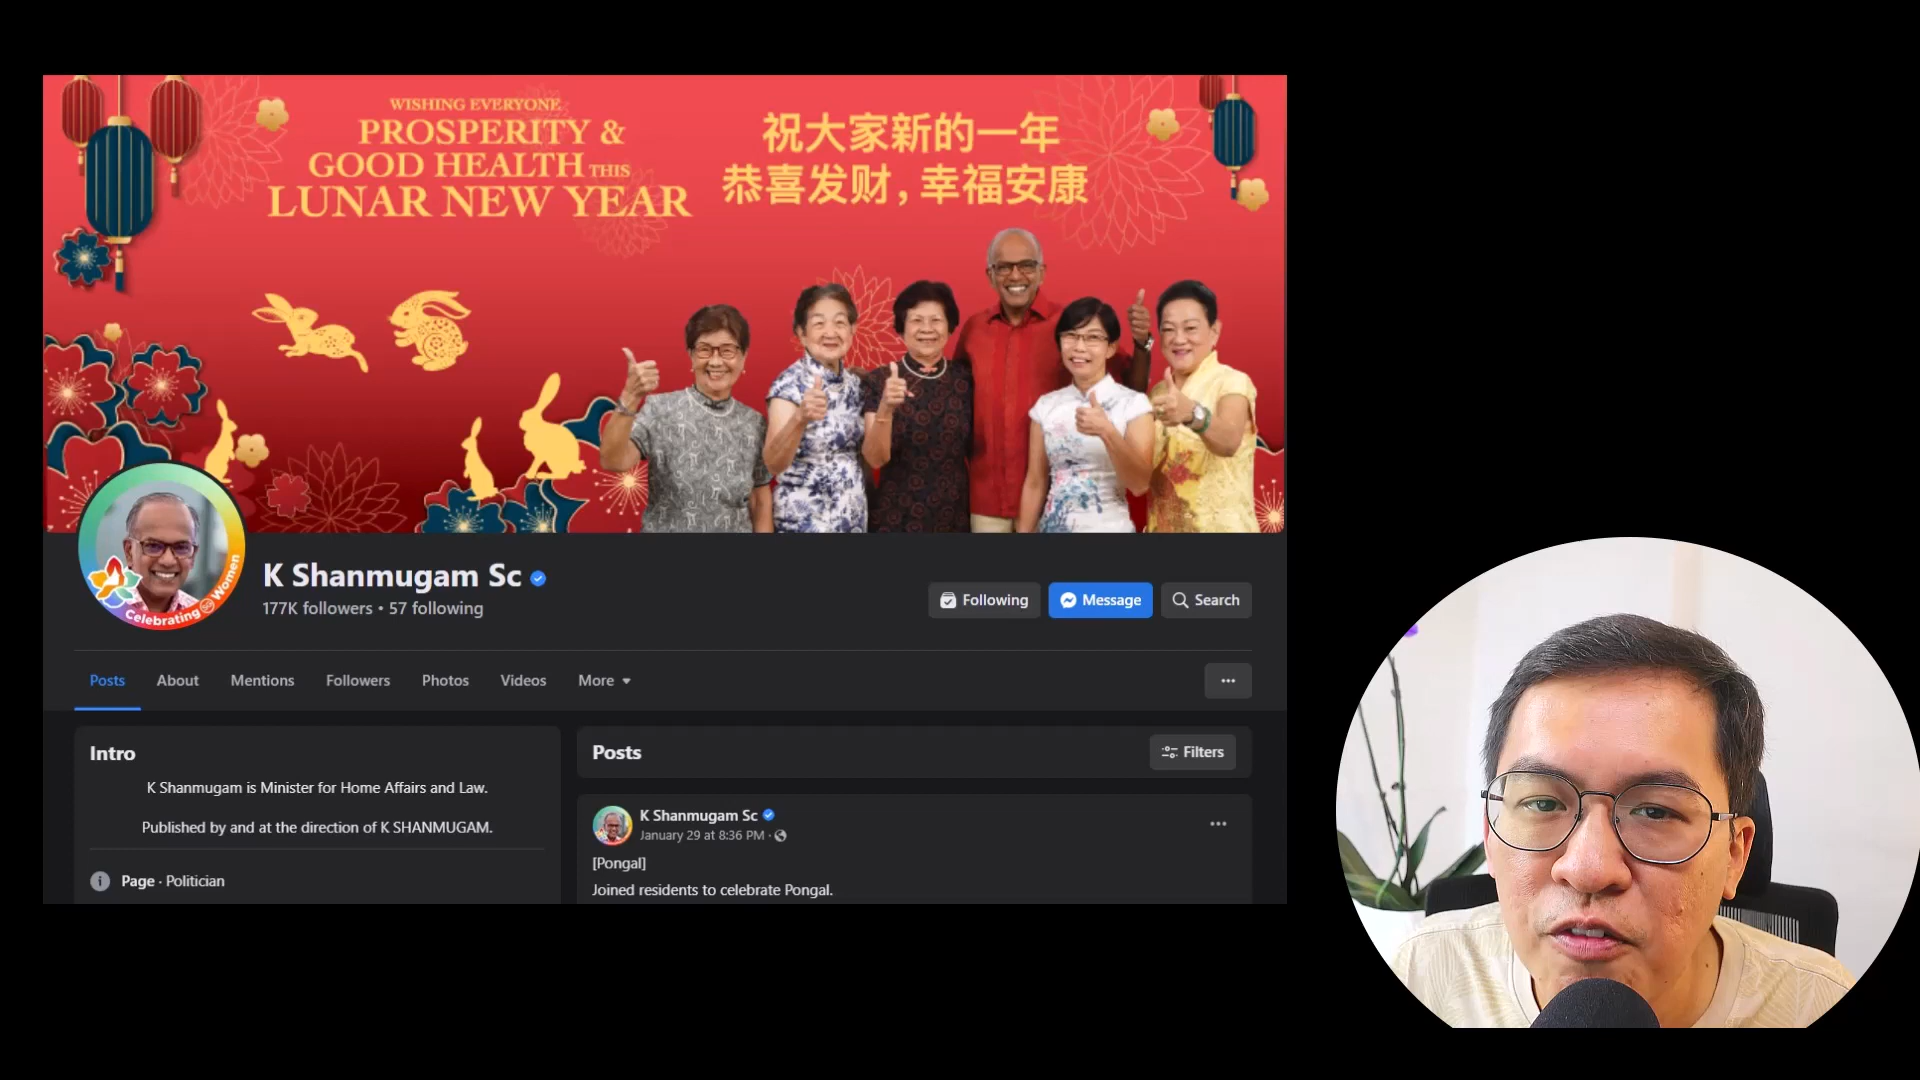 WISHING EVERYONE
PROSPERITY &
GOOD HEALTH THIS
LUNAR NEW YEAR
祝大家新的一年
恭喜发财，幸福安康
Celebrating SG Women
K Shanmugam Sc
177K followers • 57 following
Following
Message
Search
Posts
About
Mentions
Followers
Photos
Videos
More
Intro
K Shanmugam is Minister for Home Affairs and Law.
Published by and at the direction of K SHANMUGAM.
Page · Politician
Posts
Filters
K Shanmugam Sc
January 29 at 8:36 PM ·
[Pongal]
Joined residents to celebrate Pongal.